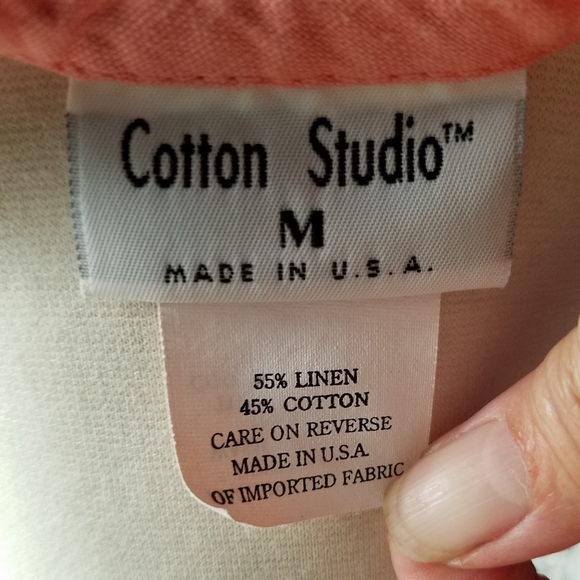 Cotton Studio™
M
MADE IN U.S.A.
55% LINEN
45% COTTON
CARE ON REVERSE
MADE IN U.S.A
OF IMPORTED FABRIC